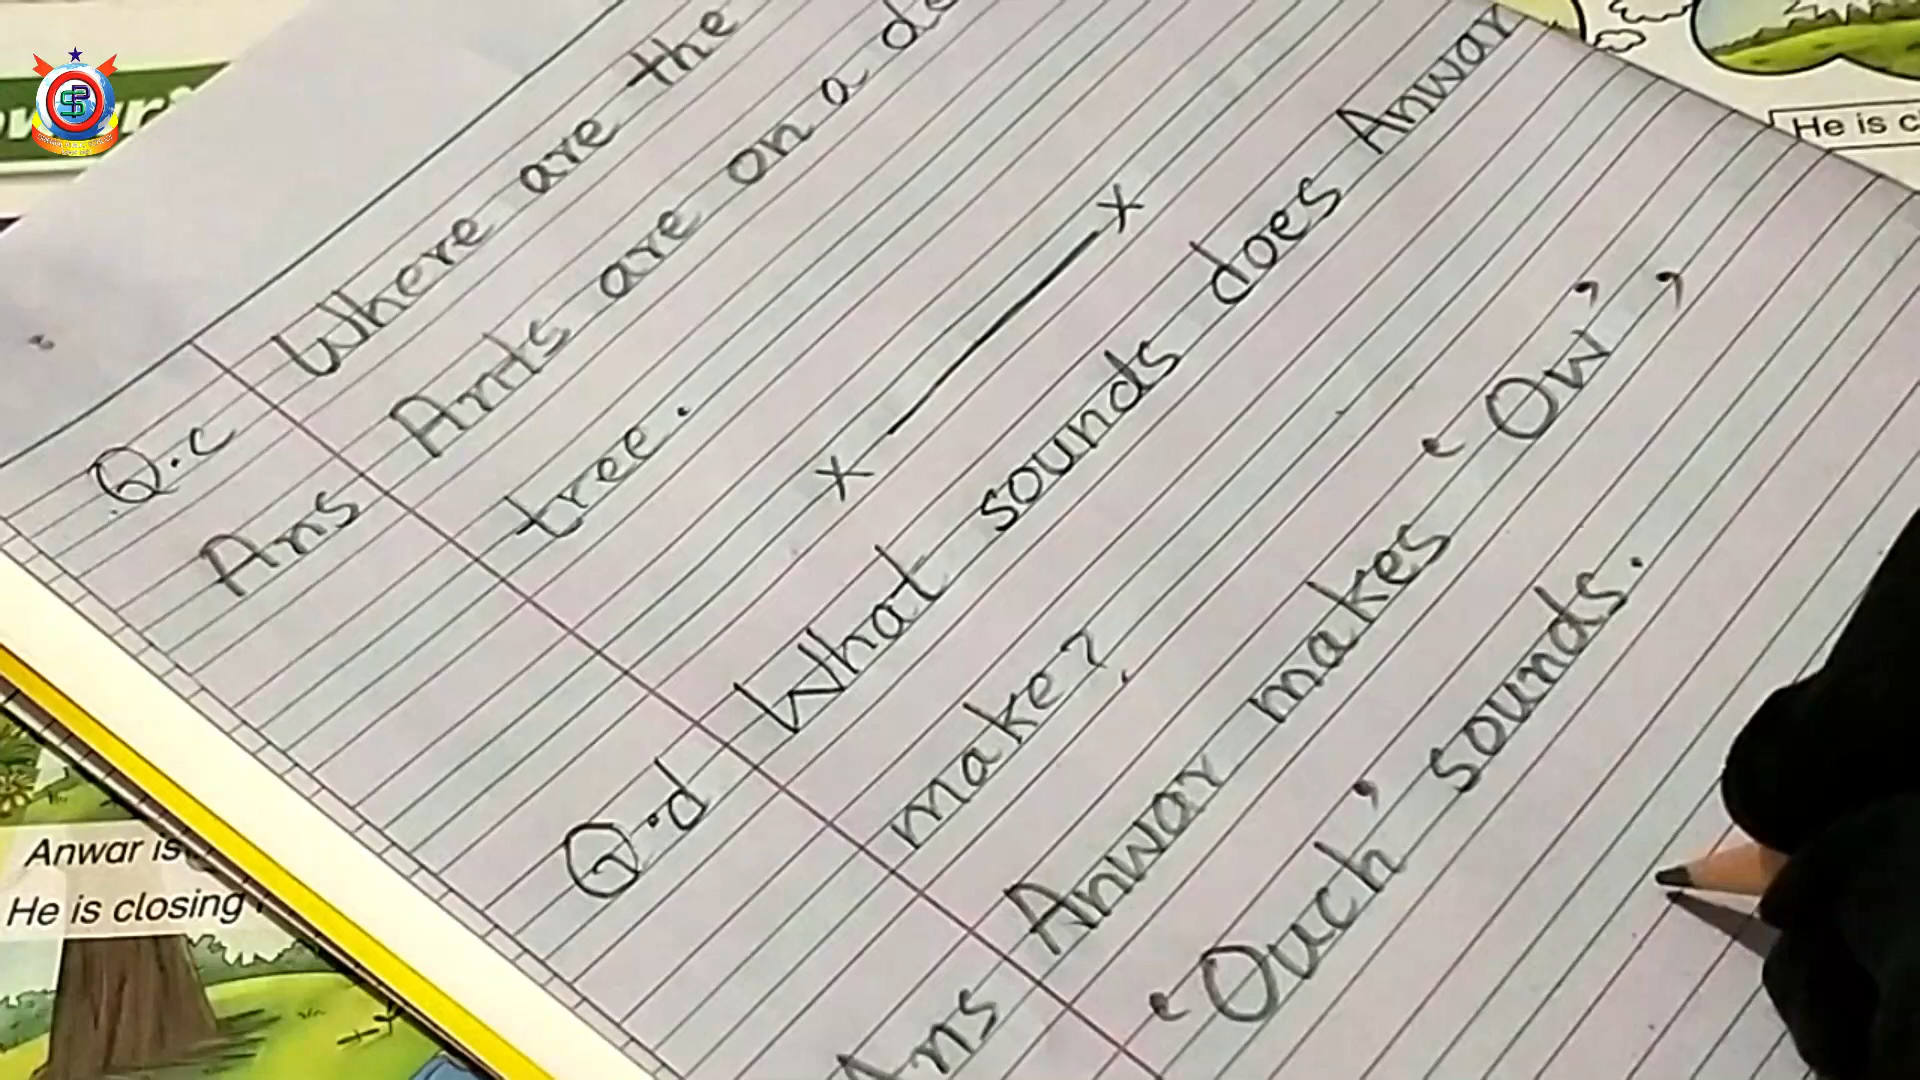 Q.c Where are the
Ans Ants are on a
tree.
x ——— x
Q.d What sounds does Anwar
make?
Ans Anwar makes 'Ow',
'Ouch' sounds.
He is
Anwar is
He is closing